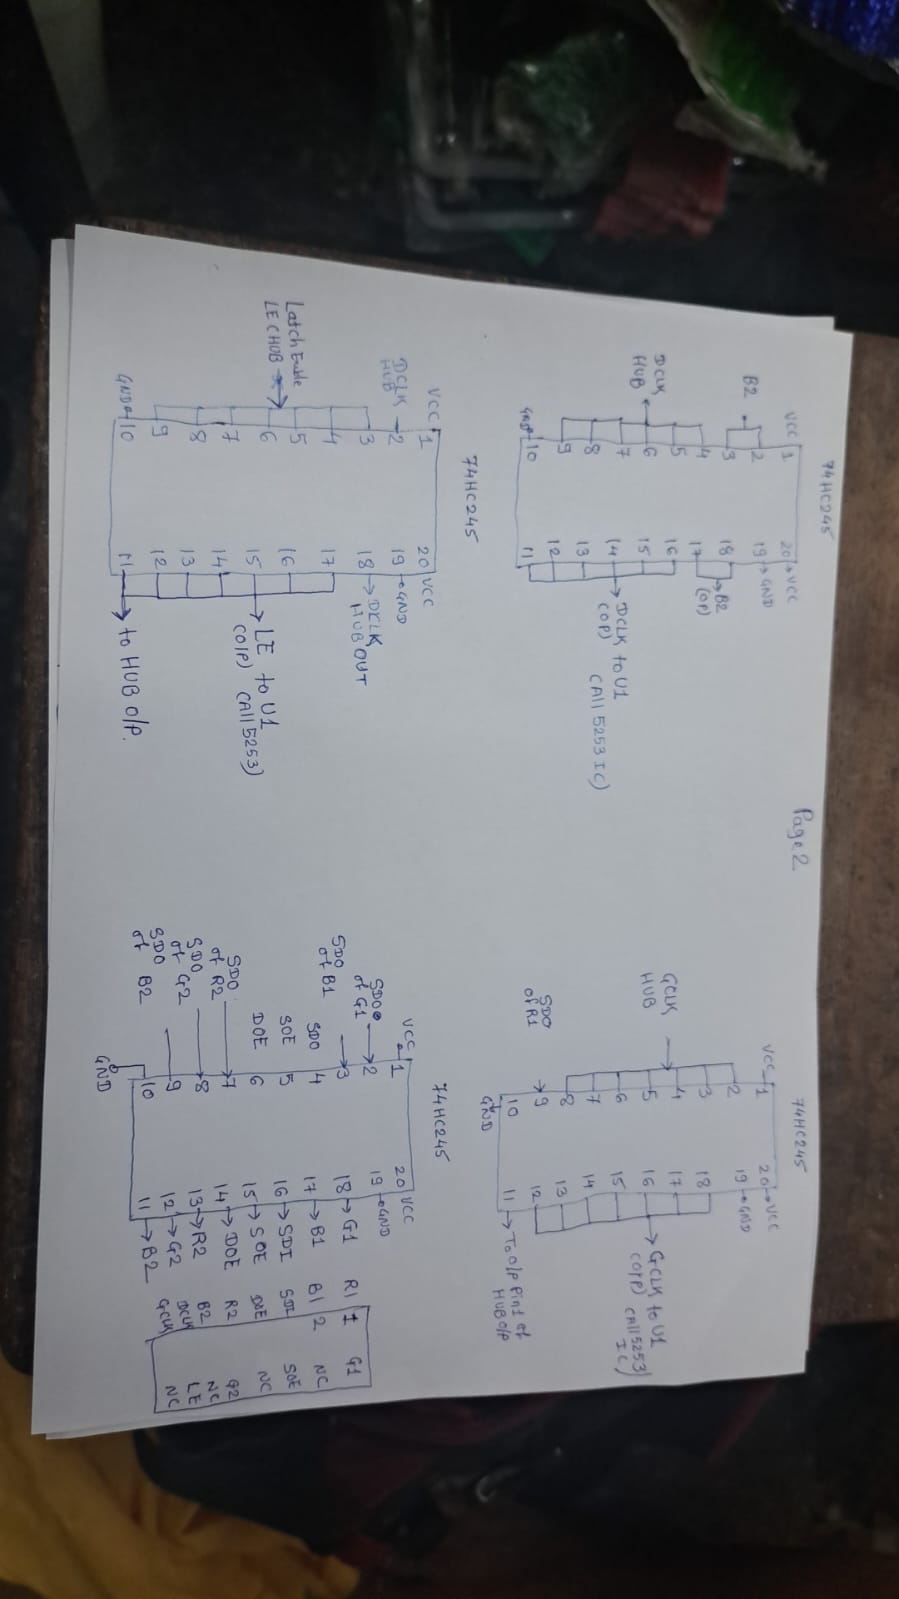 Page 2
74HC245
VCC 1 20 VCC
2 19 GND
B2
3 18 B2
(OP)
4 17
5 16
DCLK
HUB
6 15
7 14 DCLK to U1
(OP) (All 5253 IC)
8 13
9 12
GND 10 11
74HC245
VCC 1 20 VCC
2 19 GND
3 18
4 17
GCLK
HUB
5 16 GCLK to U1
(O/P) (All 5253
IC)
6 15
7 14
8 13
SDO
of R1
9 12
10 11 To O/P Pin1 of
HUB O/P
GND
74HC245
VCC 1 20 VCC
DCLK
HUB
2 19 GND
3 18 DCLK
HUB OUT
4 17
Latch Enable
LE (HUB
5 16
6 15 LE to U1
(O/P) (All 5253)
7 14
8 13
9 12
GND 10 11 to HUB O/P.
74HC245
VCC 1 20 VCC
SDO
of G1
2 19 GND
SDO
of B1
3 18 G1
SDO 4 17 B1
SOE 5 16 SDI
DOE 6 15 SOE
SDO
of R2
7 14 DOE
SDO
of G2
8 13 R2
SDO
of B2
9 12 G2
10 11 B2
GND
R1 1 G1
B1 2 NC
SDI SOE
DOE NC
R2 G2
B2 NC
DCLK LE
GCLK NC